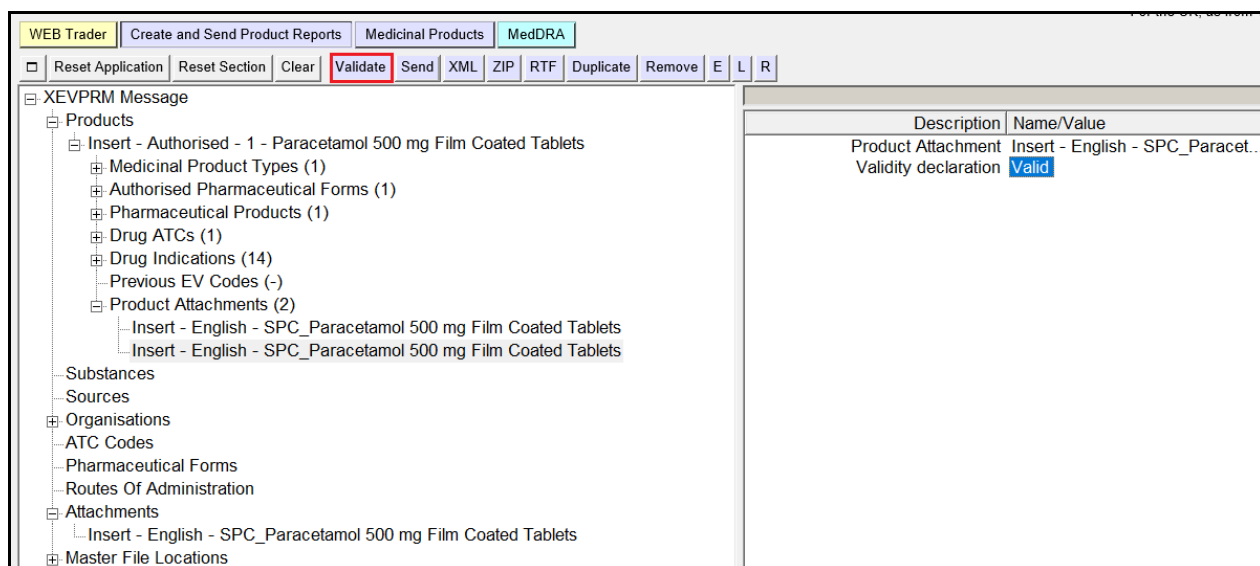 WEB Trader Create and Send Product Reports Medicinal Products MedDRA
Reset Application Reset Section Clear Validate Send XML ZIP RTF Duplicate Remove E L R
XEVPRM Message
Products
Insert - Authorised - 1 - Paracetamol 500 mg Film Coated Tablets
Medicinal Product Types (1)
Authorised Pharmaceutical Forms (1)
Pharmaceutical Products (1)
Drug ATCs (1)
Drug Indications (14)
Previous EV Codes (-)
Product Attachments (2)
Insert - English - SPC_Paracetamol 500 mg Film Coated Tablets
Insert - English - SPC_Paracetamol 500 mg Film Coated Tablets
Substances
Sources
Organisations
ATC Codes
Pharmaceutical Forms
Routes Of Administration
Attachments
Insert - English - SPC_Paracetamol 500 mg Film Coated Tablets
Master File Locations
Description Name/Value
Product Attachment Insert - English - SPC_Paracet...
Validity declaration Valid